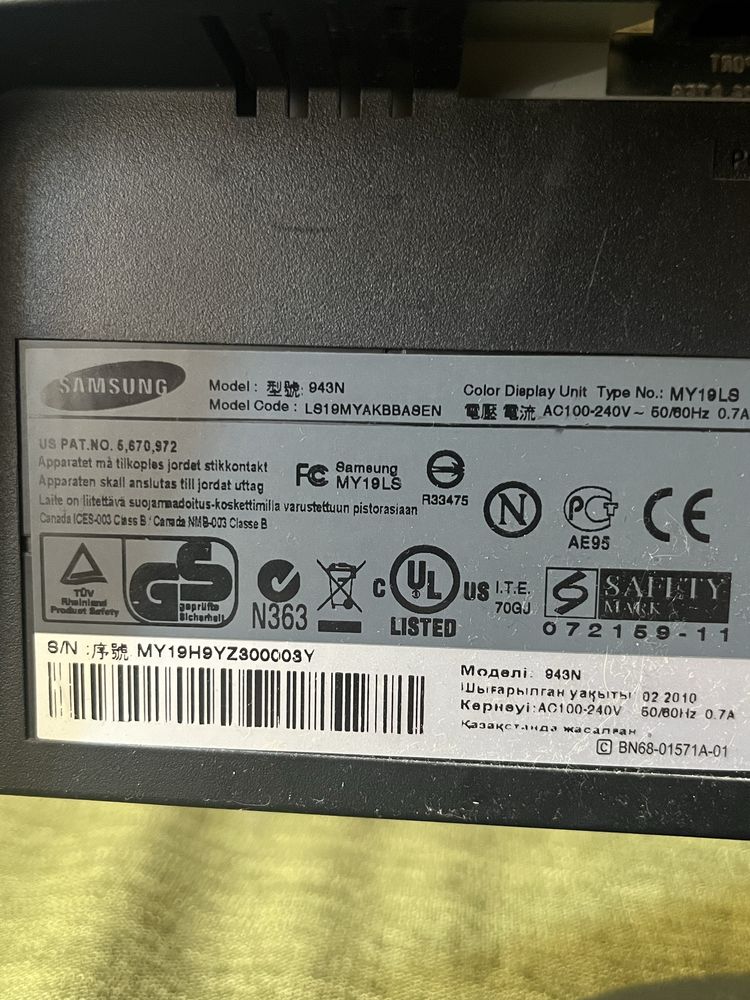 SAMSUNG
Model : 型號: 943N
Model Code : LS19MYAKBBA8EN
Color Display Unit Type No.: MY19LS
電壓 電流 AC100-240V~ 50/60Hz 0.7A
US PAT.NO. 5,670,972
Apparatet må tilkoples jordet stikkontakt
Apparaten skall anslutas till jordat uttag
Laite on liitettävä suojamaadoitus-koskettimilla varustettuun pistorasiaan
Canada ICES-003 Class B / Canada NMB-003 Classe B
FC Samsung
MY19LS
R33475
N
PCT
AE95
CE
TÜV
Rheinland
Product Safety
GS
geprüfte
Sicherheit
N363
C UL US
LISTED
I.T.E.
70GJ
S SAFETY
MARK
072159-11
S/N :序號 MY19H9YZ300003Y
Моделі: 943N
Шығарылған уақыты 02 2010
Кернеуі:AC100-240V 50/60Hz 0.7A
Қазақстанда жасалған
C BN68-01571A-01